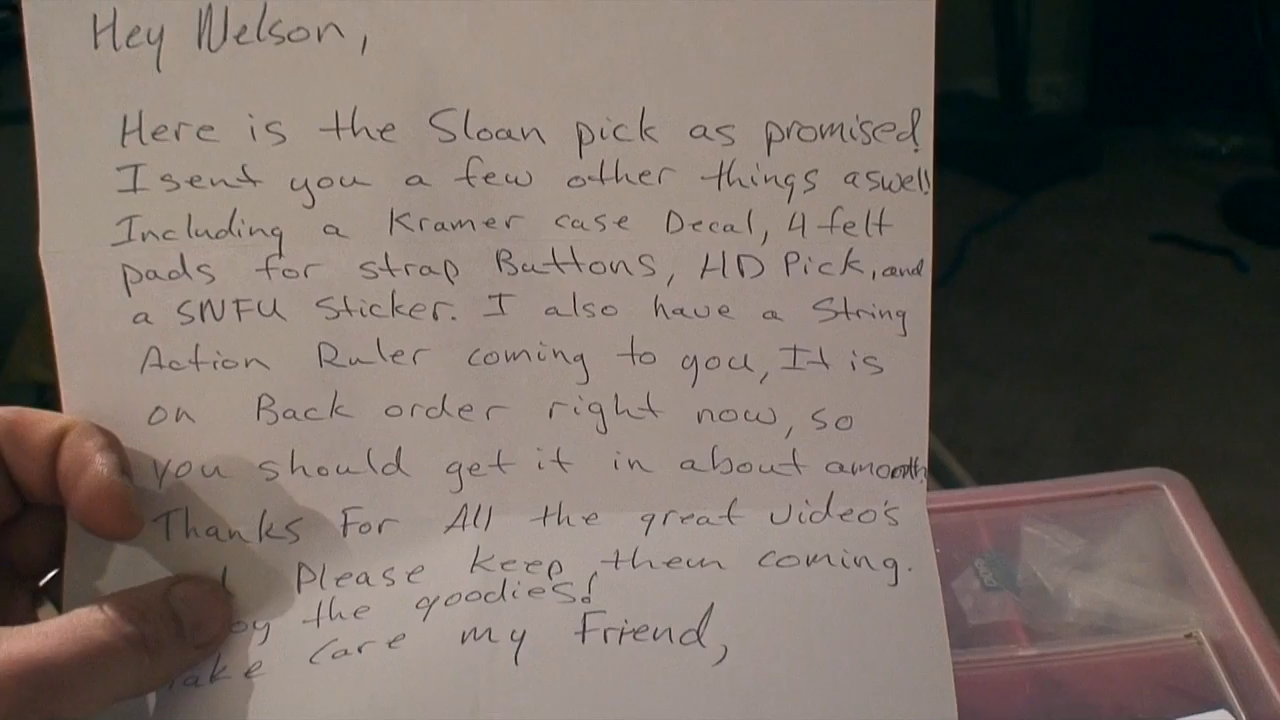 Hey Nelson,
Here is the Sloan pick as promised!
I sent you a few other things aswell!
Including a Kramer case Decal, 4 felt
pads for strap Buttons, HD Pick, and
a SNFU Sticker. I also have a String
Action Ruler coming to you, It is
on Back order right now, so
you should get it in about a month.
Thanks For All the great video's
Please keep them coming.
the goodies!
take care my Friend,